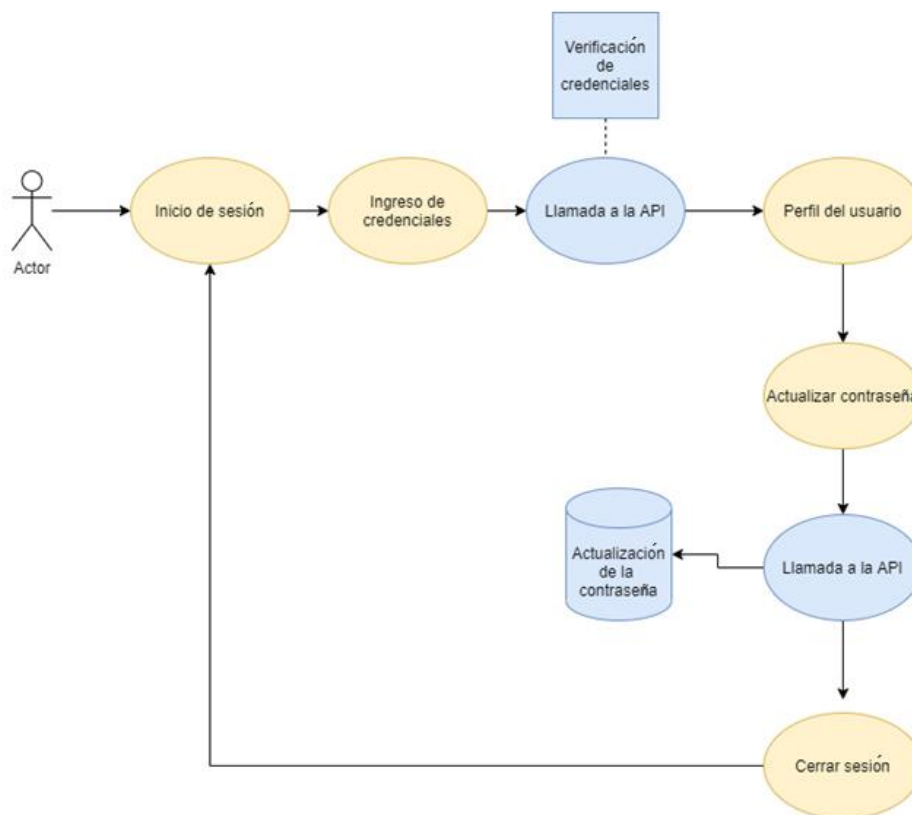 Verificación
de
credenciales
Actor
Inicio de sesión
Ingreso de
credenciales
Llamada a la API
Perfil del usuario
Actualizar contraseña
Llamada a la API
Actualización
de la
contraseña
Cerrar sesión